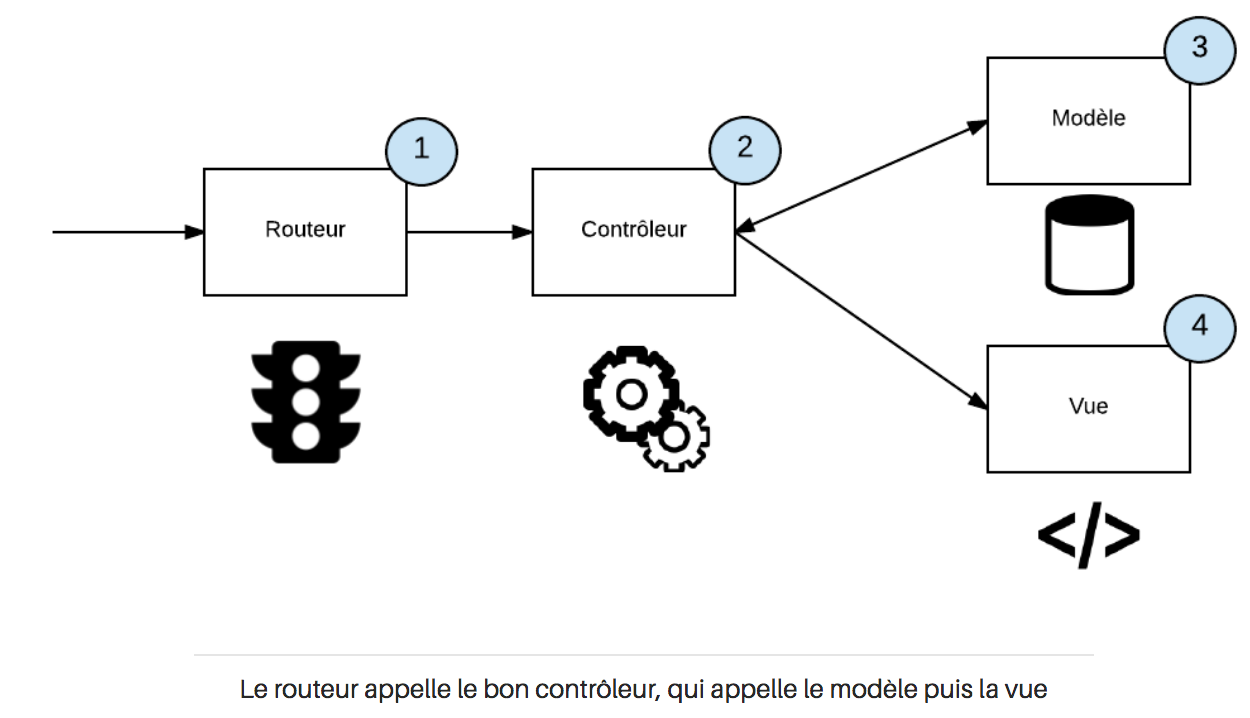 1
Routeur
2
Contrôleur
3
Modèle
4
Vue
</>
Le routeur appelle le bon contrôleur, qui appelle le modèle puis la vue